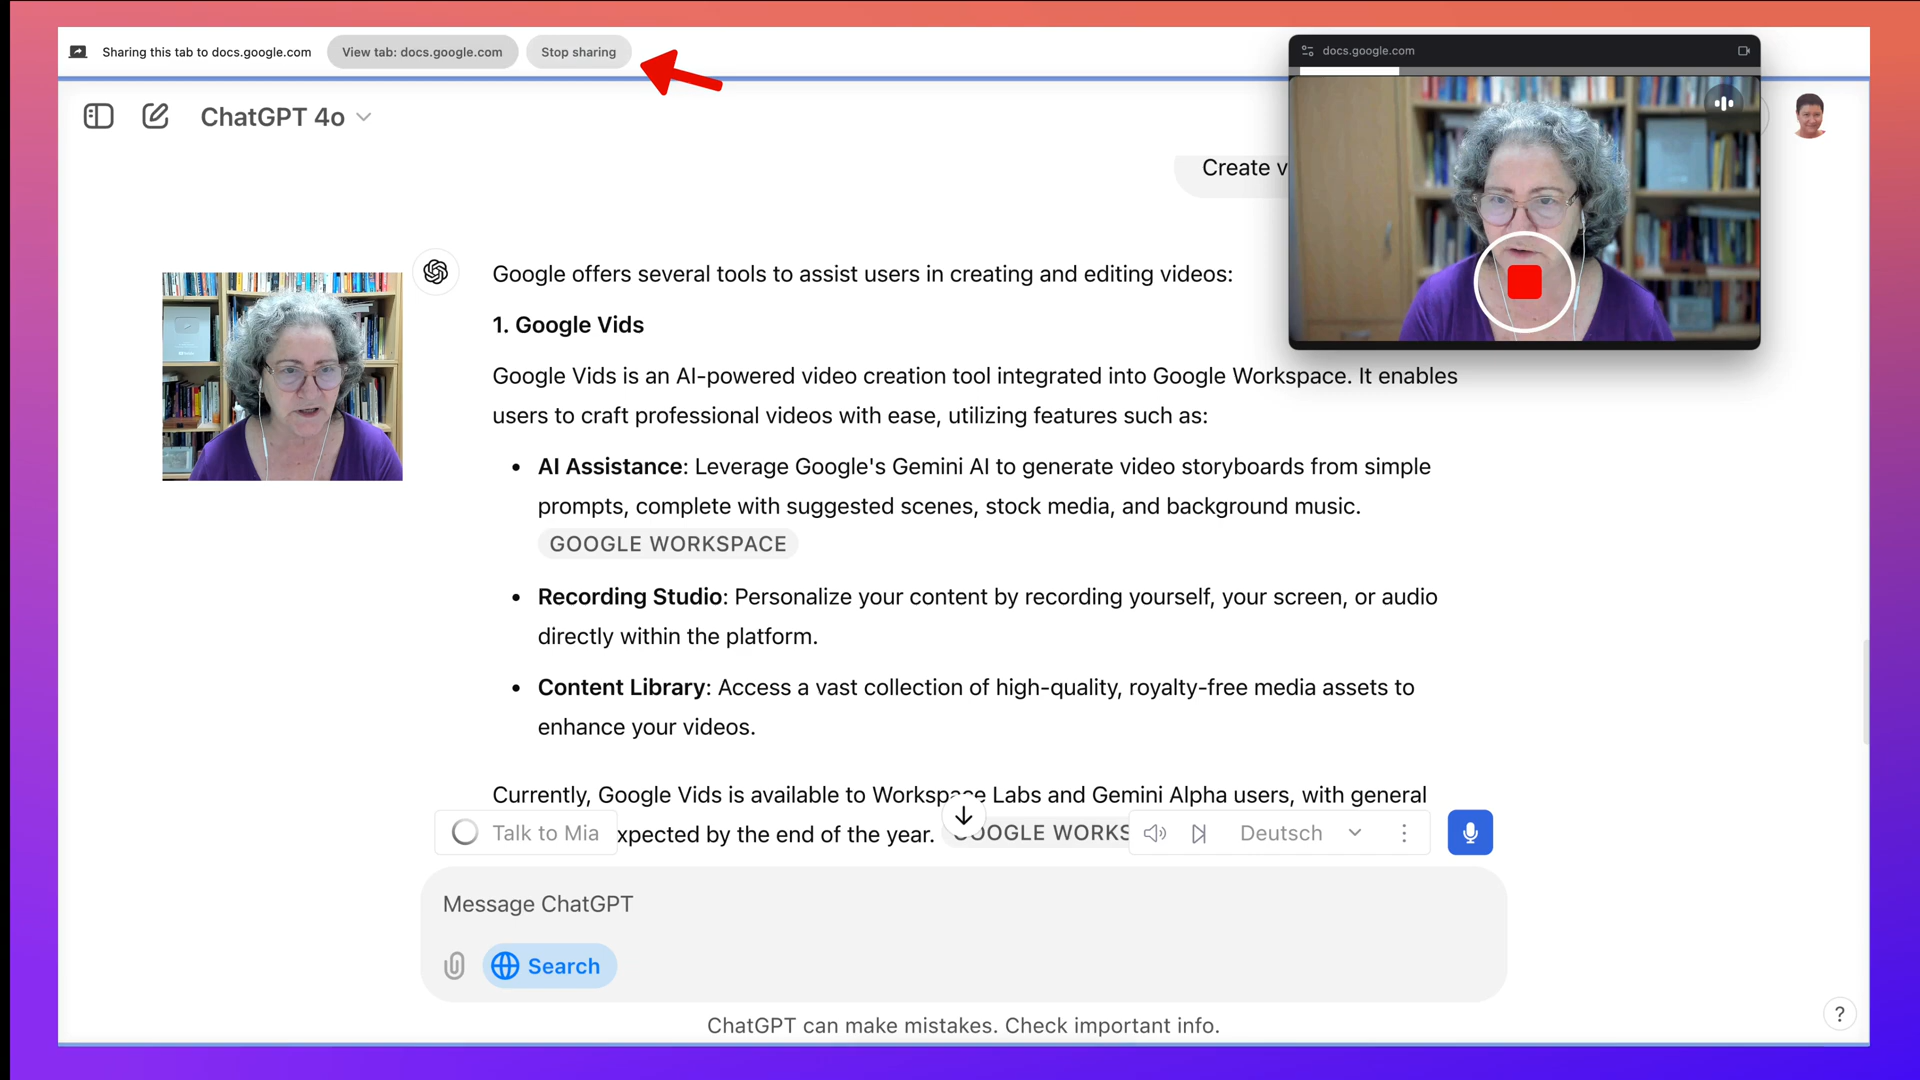 Sharing this tab to docs.google.com
View tab: docs.google.com
Stop sharing
docs.google.com
ChatGPT 4o
Create v
Google offers several tools to assist users in creating and editing videos:
1. Google Vids
Google Vids is an AI-powered video creation tool integrated into Google Workspace. It enables
users to craft professional videos with ease, utilizing features such as:
• AI Assistance: Leverage Google's Gemini AI to generate video storyboards from simple
prompts, complete with suggested scenes, stock media, and background music.
GOOGLE WORKSPACE
• Recording Studio: Personalize your content by recording yourself, your screen, or audio
directly within the platform.
• Content Library: Access a vast collection of high-quality, royalty-free media assets to
enhance your videos.
Currently, Google Vids is available to Workspace Labs and Gemini Alpha users, with general
xpected by the end of the year. GOOGLE WORKS
Talk to Mia
Deutsch
Message ChatGPT
Search
ChatGPT can make mistakes. Check important info.
?